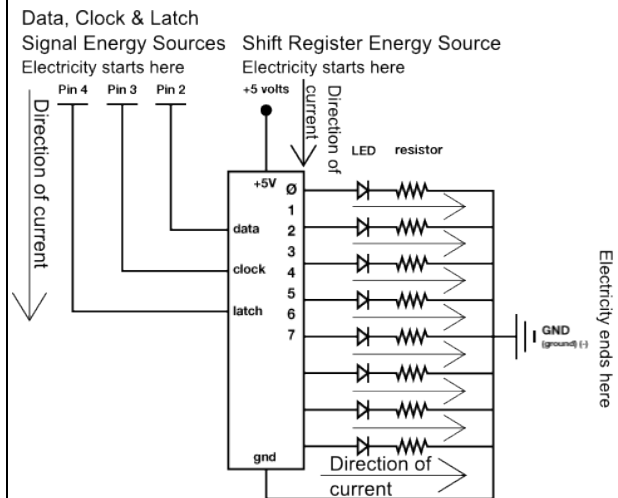 Data, Clock & Latch
Signal Energy Sources
Electricity starts here
Shift Register Energy Source
Electricity starts here
Pin 4
Pin 3
Pin 2
+5 volts
Direction of current
Direction of
current
LED
resistor
+5V
data
clock
latch
gnd
Ø
1
2
3
4
5
6
7
GND
(ground) (-)
Electricity ends here
Direction of
current